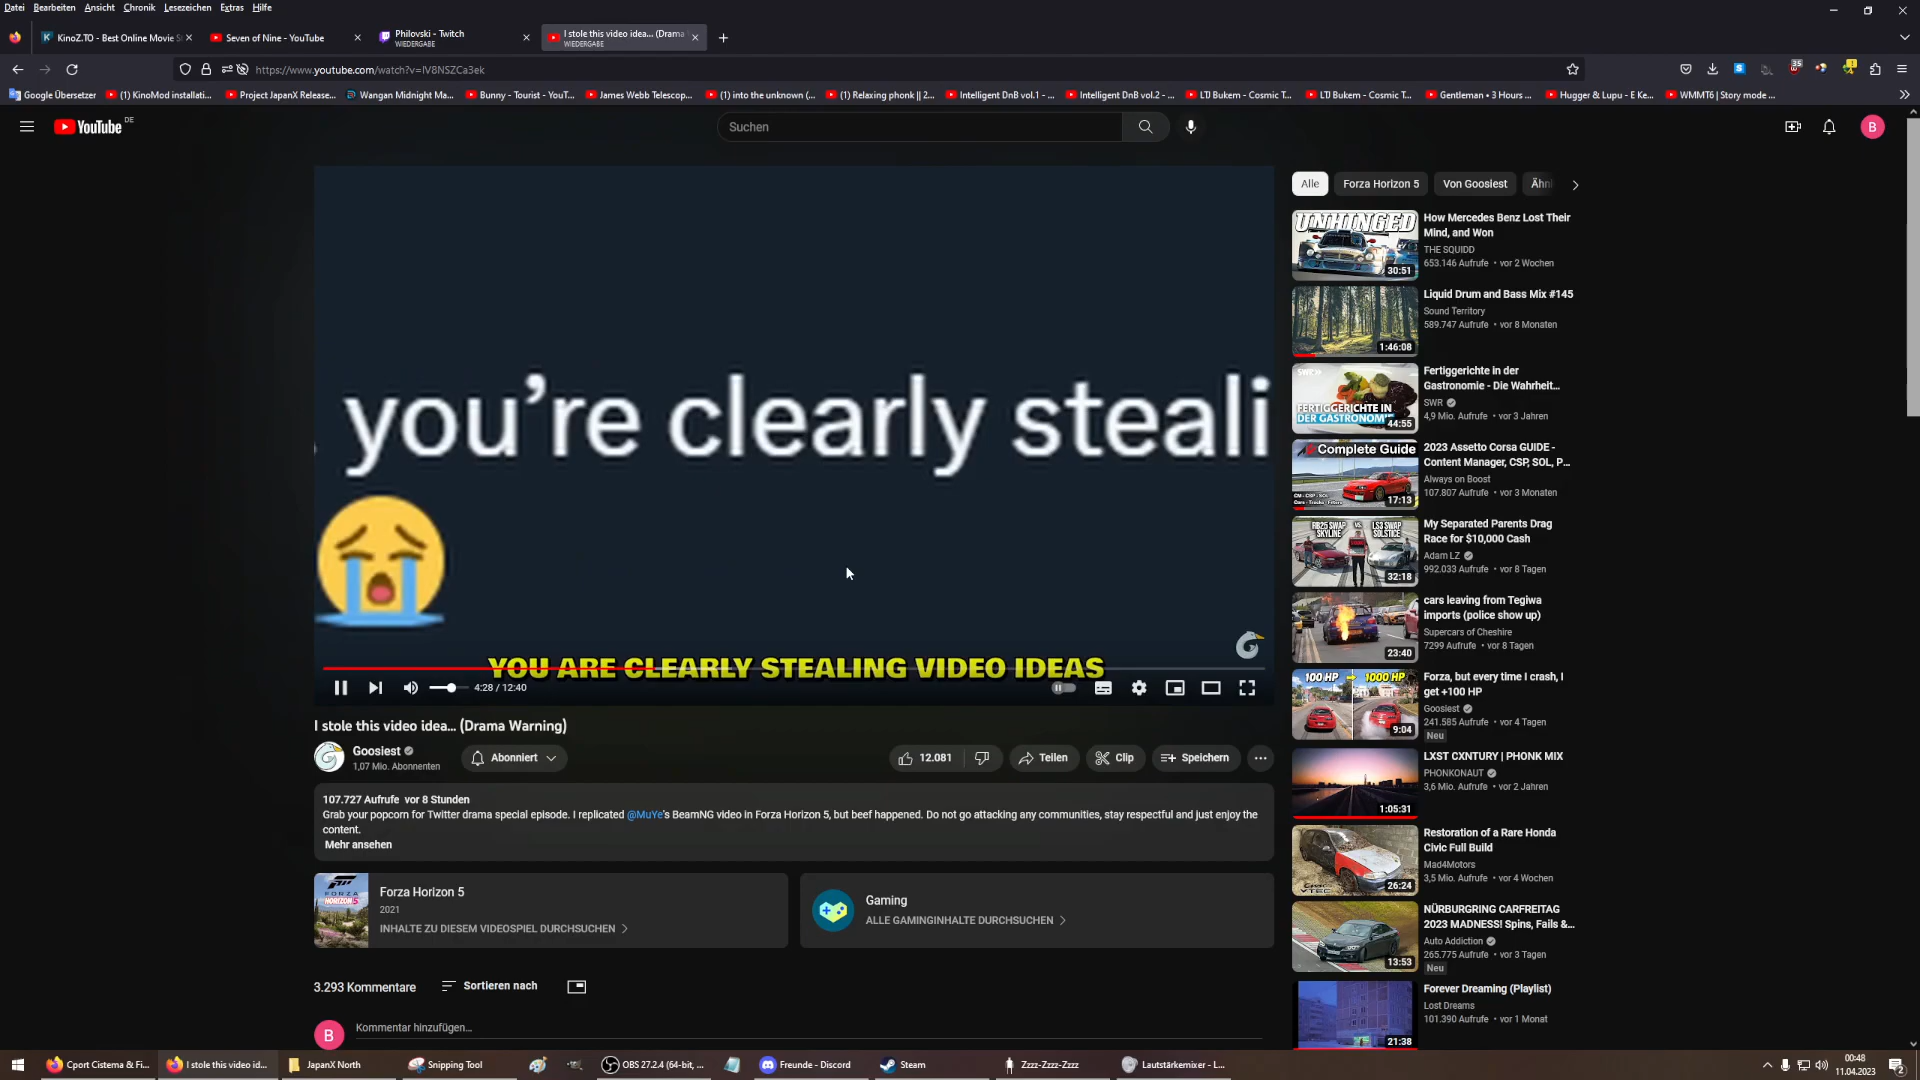 Datei Bearbeiten Ansicht Chronik Lesezeichen Extras Hilfe
KinoZ.TO - Best Online Movie S
Seven of Nine - YouTube
Philovski - Twitch
WIEDERGABE
I stole this video idea... (Drama
WIEDERGABE
https://www.youtube.com/watch?v=lV8NSZCa3ek
35
Google Übersetzer
(1) KinoMod installati...
Project JapanX Release...
Wangan Midnight Ma...
Bunny - Tourist - YouT...
James Webb Telescop...
(1) into the unknown (...
(1) Relaxing phonk || 2...
Intelligent DnB vol.1 - ...
Intelligent DnB vol.2 - ...
LTJ Bukem - Cosmic T...
LTJ Bukem - Cosmic T...
Gentleman • 3 Hours ...
Hugger & Lupu - E Ke...
WMMT6 | Story mode ...
YouTube DE
Suchen
B
you're clearly steali
YOU ARE CLEARLY STEALING VIDEO IDEAS
4:28 / 12:40
I stole this video idea... (Drama Warning)
Goosiest
1,07 Mio. Abonnenten
Abonniert
12.081
Teilen
Clip
Speichern
107.727 Aufrufe vor 8 Stunden
Grab your popcorn for Twitter drama special episode. I replicated @MuYe's BeamNG video in Forza Horizon 5, but beef happened. Do not go attacking any communities, stay respectful and just enjoy the
content.
Mehr ansehen
FORZA
HORIZON 5
Forza Horizon 5
2021
INHALTE ZU DIESEM VIDEOSPIEL DURCHSUCHEN
Gaming
ALLE GAMINGINHALTE DURCHSUCHEN
3.293 Kommentare
Sortieren nach
B
Kommentar hinzufügen...
Alle
Forza Horizon 5
Von Goosiest
Ähnl
UNHINGED
30:51
How Mercedes Benz Lost Their
Mind, and Won
THE SQUIDD
653.146 Aufrufe • vor 2 Wochen
1:46:08
Liquid Drum and Bass Mix #145
Sound Territory
589.747 Aufrufe • vor 8 Monaten
SWR
FERTIGGERICHTE IN
DER GASTRONOMIE
44:55
Fertiggerichte in der
Gastronomie - Die Wahrheit...
SWR
4,9 Mio. Aufrufe • vor 3 Jahren
Complete Guide
17:13
2023 Assetto Corsa GUIDE -
Content Manager, CSP, SOL, P...
Always on Boost
107.807 Aufrufe • vor 3 Monaten
RB25 SWAP SKYLINE VS. LS3 SWAP SOLSTICE
32:18
My Separated Parents Drag
Race for $10,000 Cash
Adam LZ
992.033 Aufrufe • vor 8 Tagen
23:40
cars leaving from Tegiwa
imports (police show up)
Supercars of Cheshire
7299 Aufrufe • vor 8 Tagen
100 HP 1000 HP
9:04
Forza, but every time I crash, I
get +100 HP
Goosiest
241.585 Aufrufe • vor 4 Tagen
Neu
1:05:31
LXST CXNTURY | PHONK MIX
PHONKONAUT
3,6 Mio. Aufrufe • vor 2 Jahren
26:24
Restoration of a Rare Honda
Civic Full Build
Mad4Motors
3,5 Mio. Aufrufe • vor 4 Wochen
13:53
NÜRBURGRING CARFREITAG
2023 MADNESS! Spins, Fails &...
Auto Addiction
265.775 Aufrufe • vor 3 Tagen
Neu
21:38
Forever Dreaming (Playlist)
Lost Dreams
101.390 Aufrufe • vor 1 Monat
Cport Cistema & Fi...
I stole this video id...
JapanX North
Snipping Tool
OBS 27.2.4 (64-bit, ...
Freunde - Discord
Steam
Zzzz-Zzzz-Zzzz
Lautstärkemixer - L...
00:48
11.04.2023
2